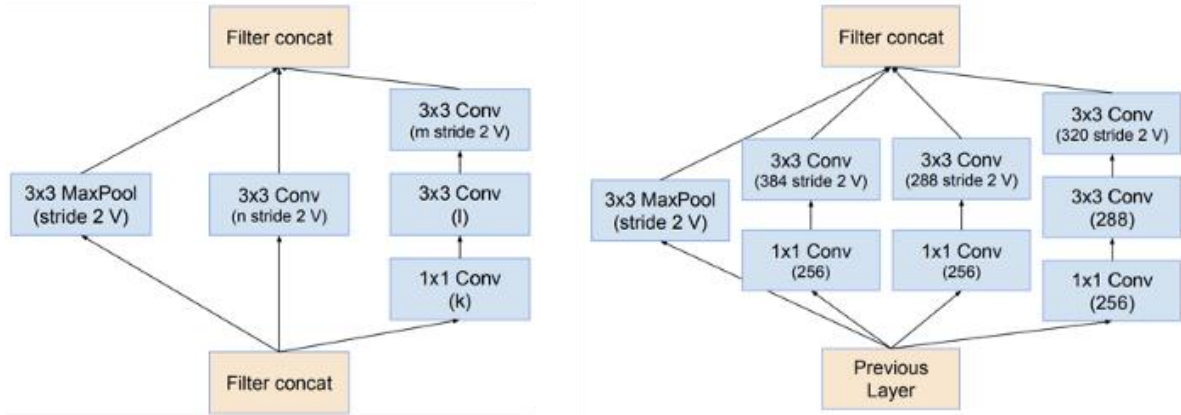 Filter concat
3x3 Conv
(m stride 2 V)
3x3 MaxPool
(stride 2 V)
3x3 Conv
(n stride 2 V)
3x3 Conv
(l)
1x1 Conv
(k)
Filter concat
Filter concat
3x3 Conv
(320 stride 2 V)
3x3 Conv
(384 stride 2 V)
3x3 Conv
(288 stride 2 V)
3x3 MaxPool
(stride 2 V)
3x3 Conv
(288)
1x1 Conv
(256)
1x1 Conv
(256)
1x1 Conv
(256)
Previous
Layer